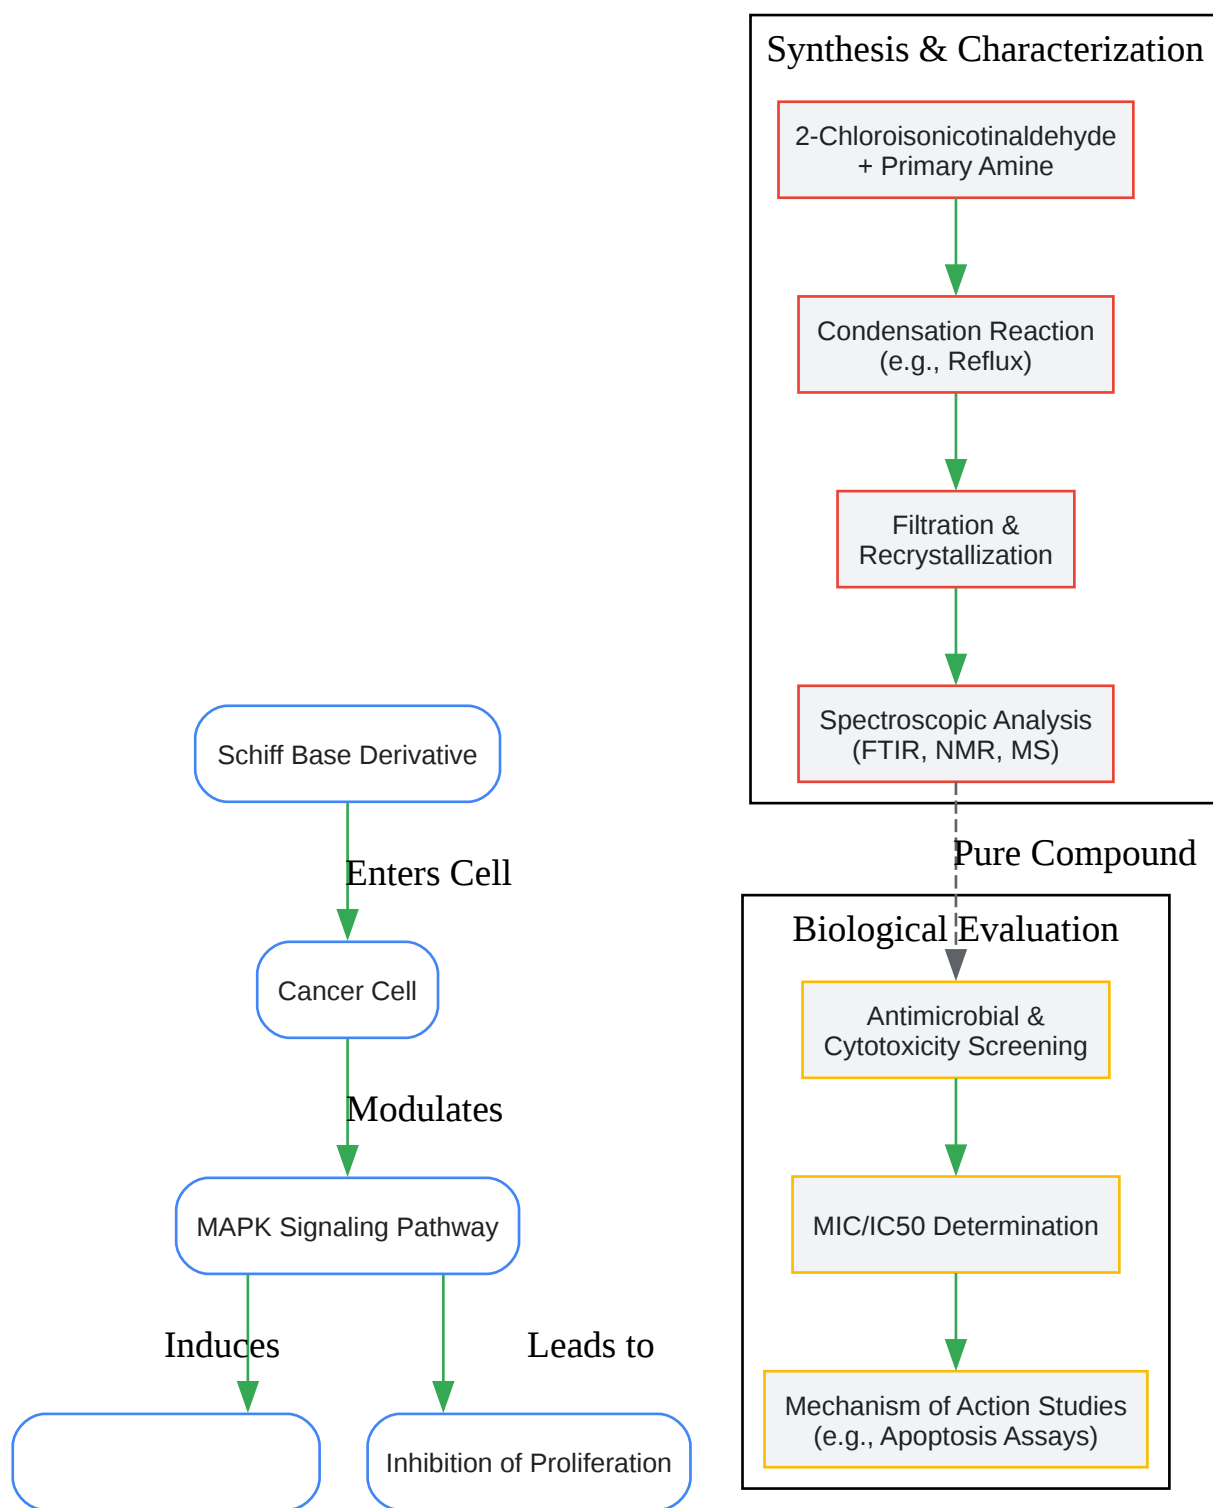 Synthesis & Characterization
2-Chloroisonicotinaldehyde
+ Primary Amine
Condensation Reaction
(e.g., Reflux)
Filtration &
Recrystallization
Spectroscopic Analysis
(FTIR, NMR, MS)
Pure Compound
Biological Evaluation
Antimicrobial &
Cytotoxicity Screening
MIC/IC50 Determination
Mechanism of Action Studies
(e.g., Apoptosis Assays)
Schiff Base Derivative
Enters Cell
Cancer Cell
Modulates
MAPK Signaling Pathway
Induces
Leads to
Inhibition of Proliferation